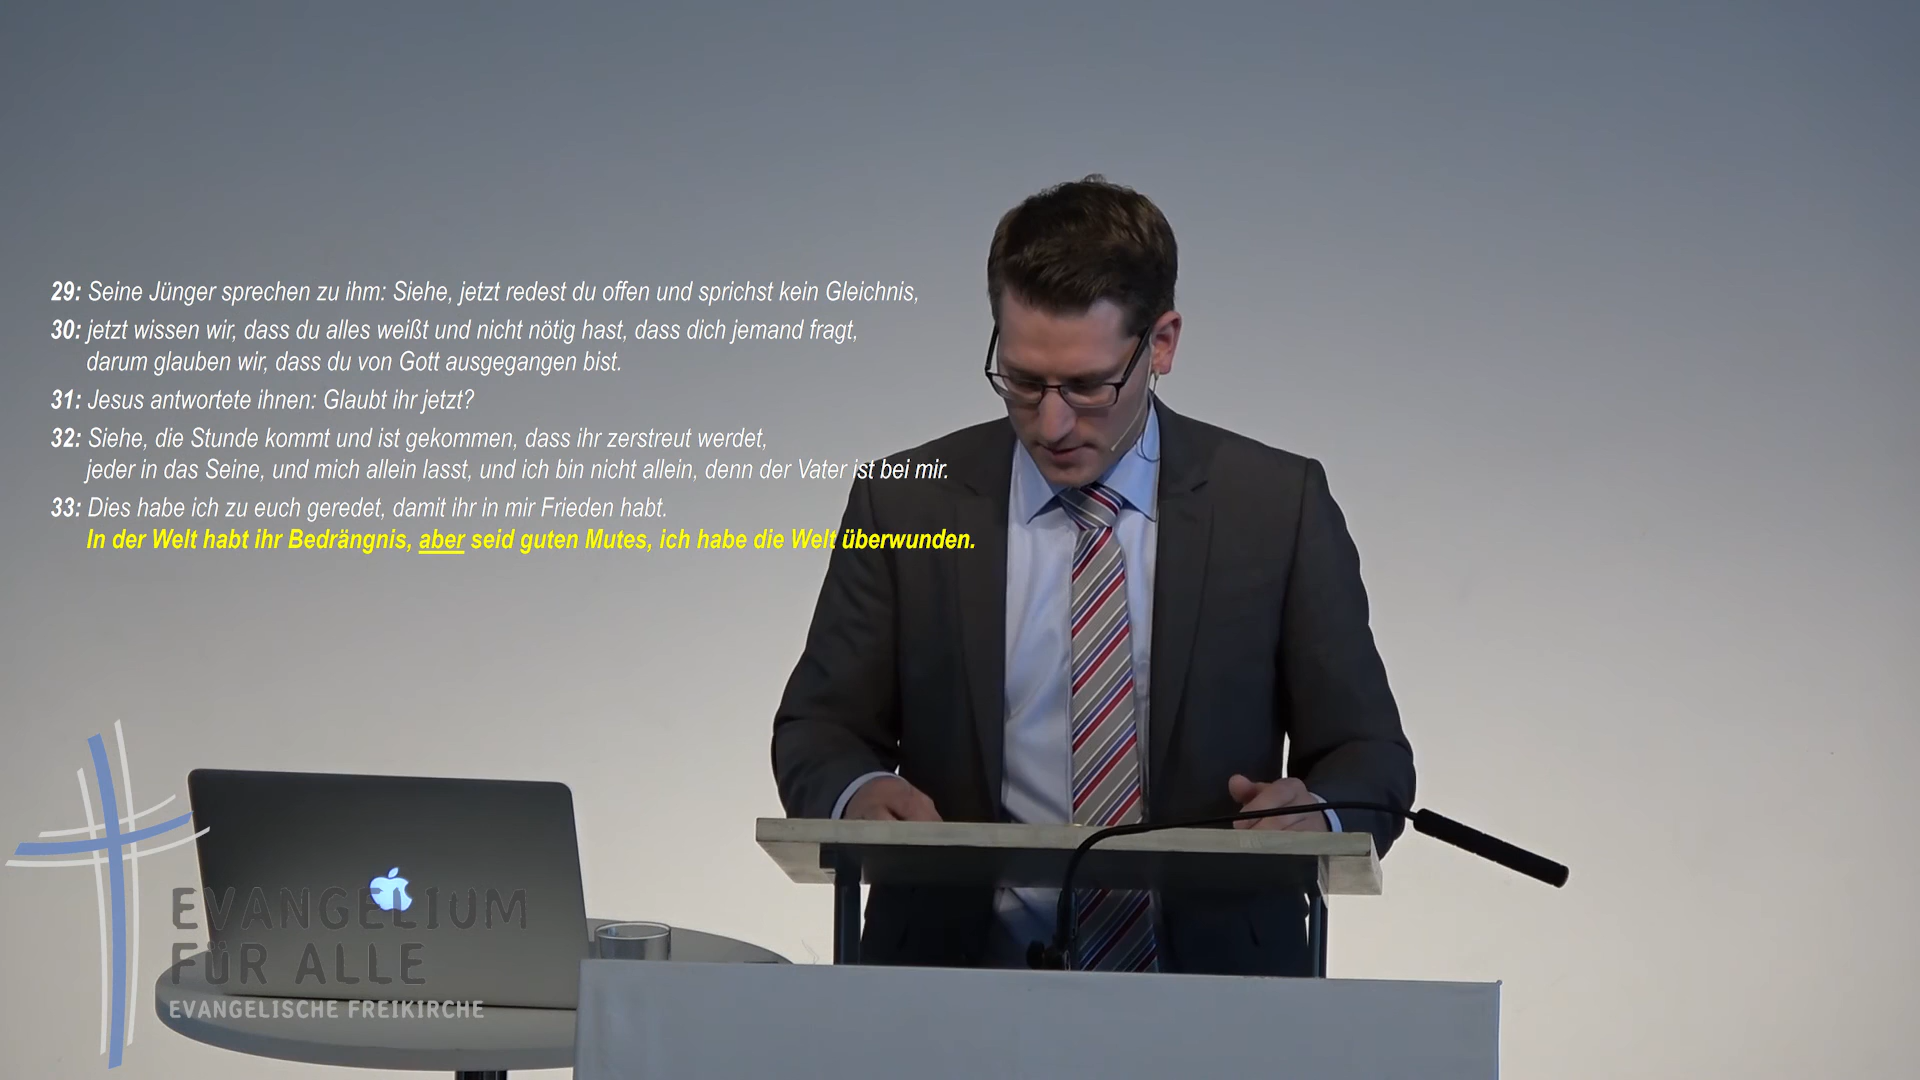 29: Seine Jünger sprechen zu ihm: Siehe, jetzt redest du offen und sprichst kein Gleichnis,
30: jetzt wissen wir, dass du alles weißt und nicht nötig hast, dass dich jemand fragt,
darum glauben wir, dass du von Gott ausgegangen bist.
31: Jesus antwortete ihnen: Glaubt ihr jetzt?
32: Siehe, die Stunde kommt und ist gekommen, dass ihr zerstreut werdet,
jeder in das Seine, und mich allein lasst, und ich bin nicht allein, denn der Vater ist bei mir.
33: Dies habe ich zu euch geredet, damit ihr in mir Frieden habt.
In der Welt habt ihr Bedrängnis, aber seid guten Mutes, ich habe die Welt überwunden.
EVANGELIUM
FÜR ALLE
EVANGELISCHE FREIKIRCHE